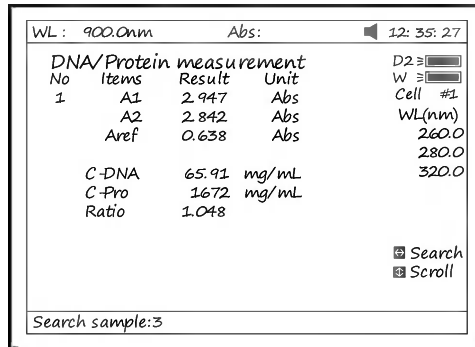 WL: 900.0nm Abs: 12:35:27
DNA/Protein measurement
No Items Result Unit
1 A1 2.947 Abs
A2 2.842 Abs
Aref 0.638 Abs
C-DNA 65.91 mg/mL
C-Pro 1672 mg/mL
Ratio 1.048
D2
W
Cell #1
WL(nm)
260.0
280.0
320.0
Search
Scroll
Search sample:3